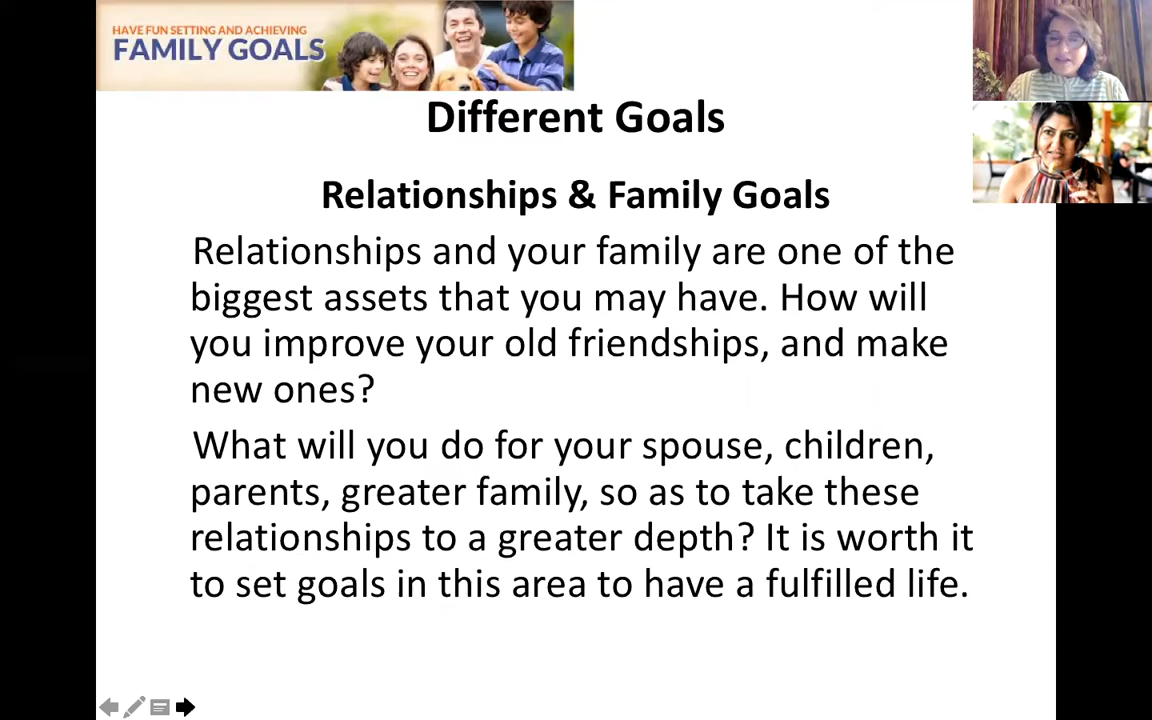 HAVE FUN SETTING AND ACHIEVING
FAMILY GOALS
Different Goals
Relationships & Family Goals
Relationships and your family are one of the
biggest assets that you may have. How will
you improve your old friendships, and make
new ones?
What will you do for your spouse, children,
parents, greater family, so as to take these
relationships to a greater depth? It is worth it
to set goals in this area to have a fulfilled life.